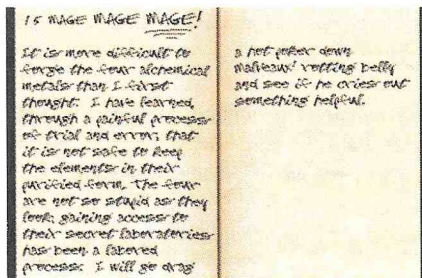 15 MAGE MAGE MAGE!
It is more difficult to
forge the four alchemical
metals than I first
thought. I have learned,
through a painful process
of trial and error, that
it is not safe to keep
the elements in their
purified form. The four
are not so stupid as they
look; gaining access to
their secret laboratories
has been a labored
process. I will go drag
a hot poker down
Malveaux' rotting belly
and see if he cries out
something helpful.